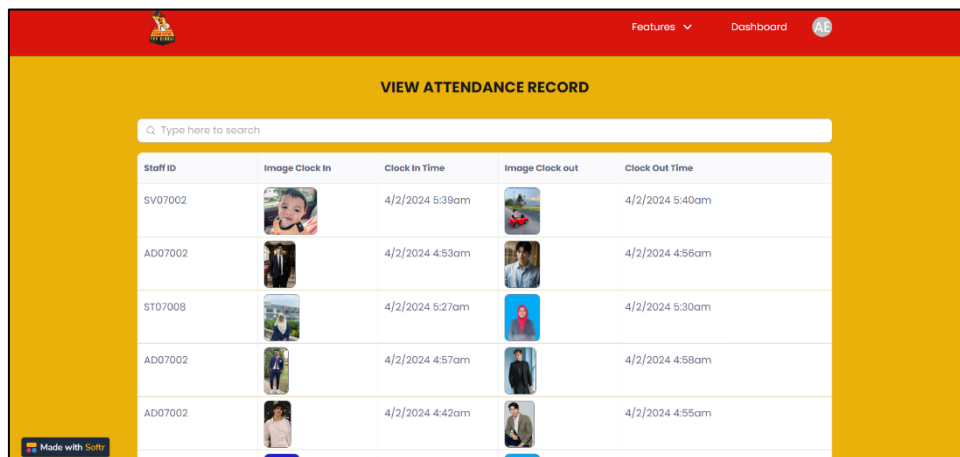 Features
Dashboard
AE
VIEW ATTENDANCE RECORD
Type here to search
Staff ID Image Clock In Clock In Time Image Clock out Clock Out Time
SV07002 4/2/2024 5:39am 4/2/2024 5:40am
AD07002 4/2/2024 4:53am 4/2/2024 4:56am
ST07008 4/2/2024 5:27am 4/2/2024 5:30am
AD07002 4/2/2024 4:57am 4/2/2024 4:58am
AD07002 4/2/2024 4:42am 4/2/2024 4:55am
Made with Softr